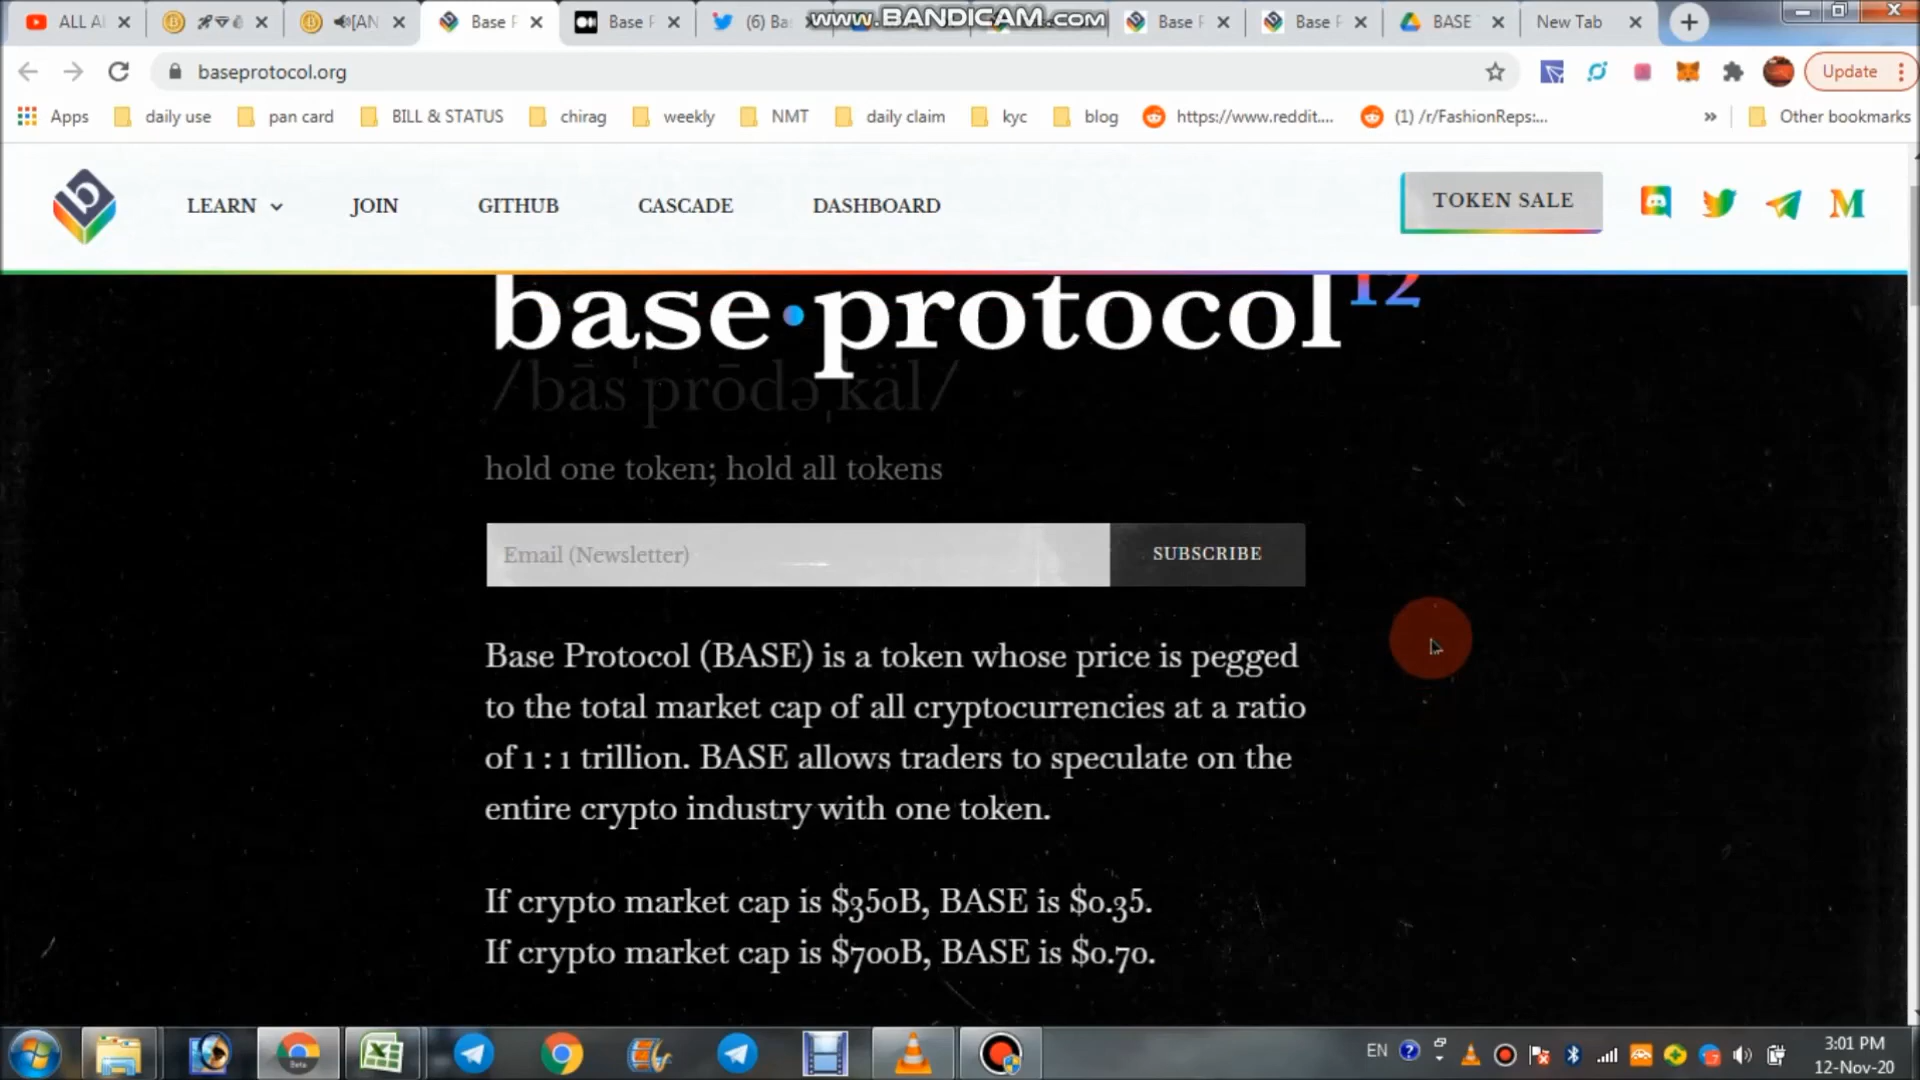 ALL Al
[AN
Base P
Base P
(6) Ba
www.BANDICAM.com
Base P
Base P
BASE
New Tab
baseprotocol.org
Update
Apps
daily use
pan card
BILL & STATUS
chirag
weekly
NMT
daily claim
kyc
blog
https://www.reddit....
(1) /r/FashionReps:...
»
Other bookmarks
LEARN
JOIN
GITHUB
CASCADE
DASHBOARD
TOKEN SALE
M
base·protocol12
/bāsˈprōdəˌkäl/
hold one token; hold all tokens
Email (Newsletter)
SUBSCRIBE
Base Protocol (BASE) is a token whose price is pegged
to the total market cap of all cryptocurrencies at a ratio
of 1 : 1 trillion. BASE allows traders to speculate on the
entire crypto industry with one token.
If crypto market cap is $350B, BASE is $0.35.
If crypto market cap is $700B, BASE is $0.70.
Beta
EN
3:01 PM
12-Nov-20